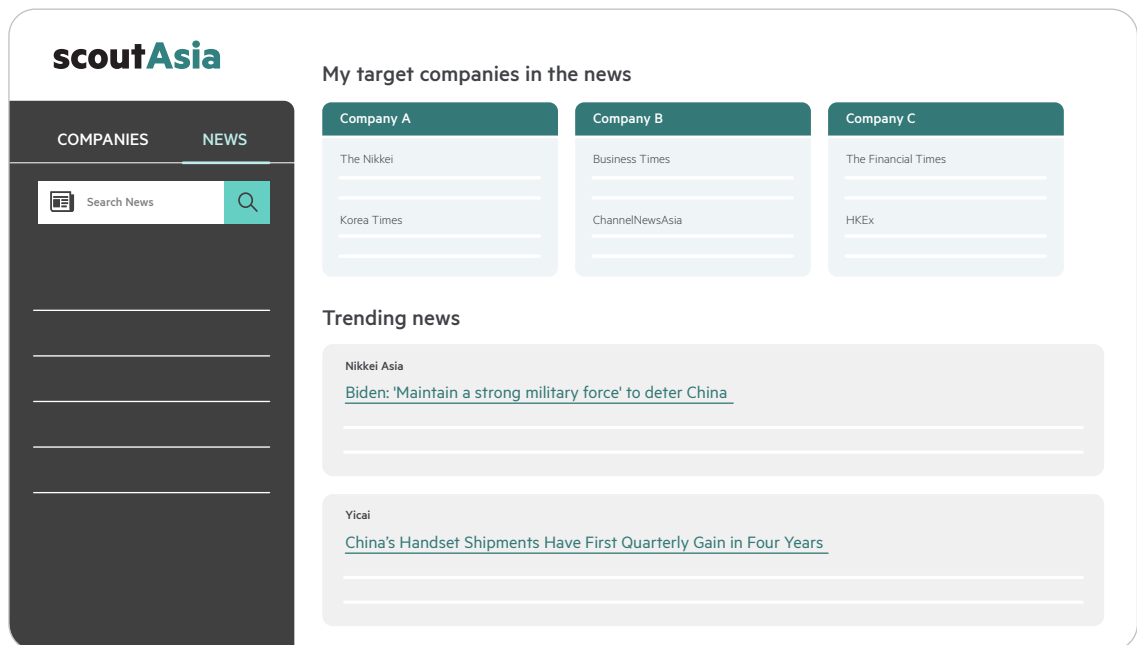 scoutAsia
COMPANIES NEWS
Search News
My target companies in the news
Company A
The Nikkei
Korea Times
Company B
Business Times
ChannelNewsAsia
Company C
The Financial Times
HKEx
Trending news
Nikkei Asia
Biden: 'Maintain a strong military force' to deter China
Yicai
China’s Handset Shipments Have First Quarterly Gain in Four Years